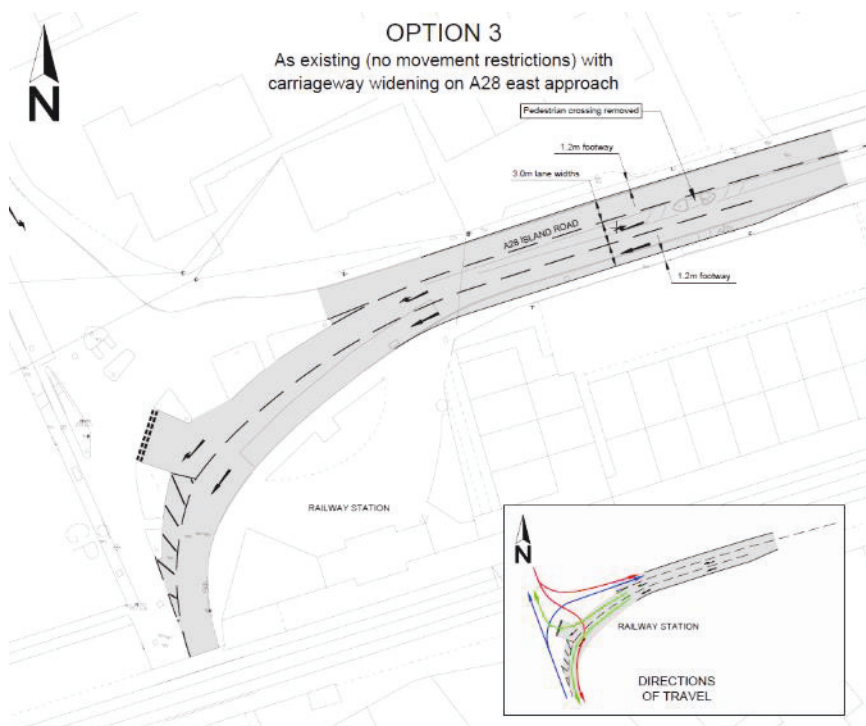 OPTION 3
As existing (no movement restrictions) with
carriageway widening on A28 east approach
N
Pedestrian crossing removed
1.2m footway
3.0m lane widths
A28 ISLAND ROAD
1.2m footway
RAILWAY STATION
N
RAILWAY STATION
DIRECTIONS
OF TRAVEL